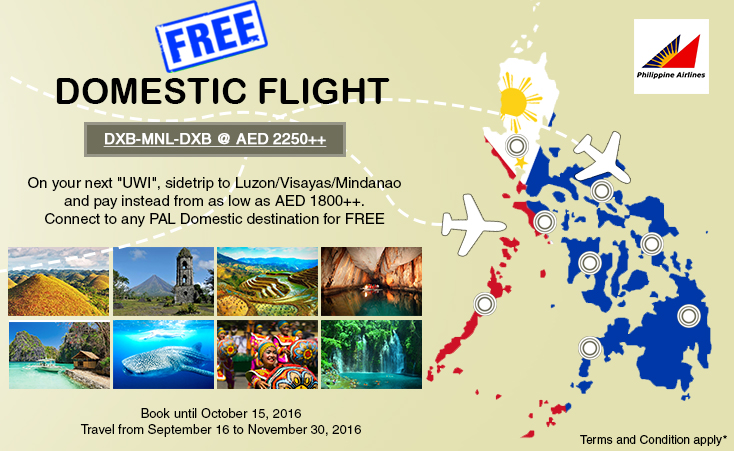 FREE
DOMESTIC FLIGHT
Philippine Airlines
DXB-MNL-DXB @ AED 2250++
On your next "UWI", sidetrip to Luzon/Visayas/Mindanao
and pay instead from as low as AED 1800++.
Connect to any PAL Domestic destination for FREE
Book until October 15, 2016
Travel from September 16 to November 30, 2016
Terms and Condition apply*